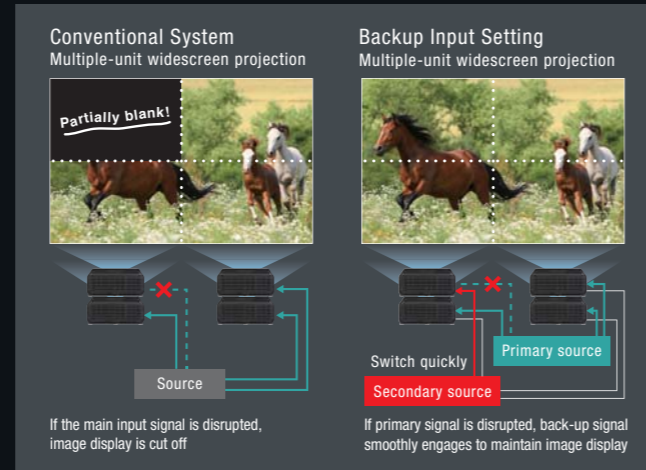 Conventional System
Multiple-unit widescreen projection
Partially blank!
Source
If the main input signal is disrupted,
image display is cut off
Backup Input Setting
Multiple-unit widescreen projection
Switch quickly
Primary source
Secondary source
If primary signal is disrupted, back-up signal
smoothly engages to maintain image display